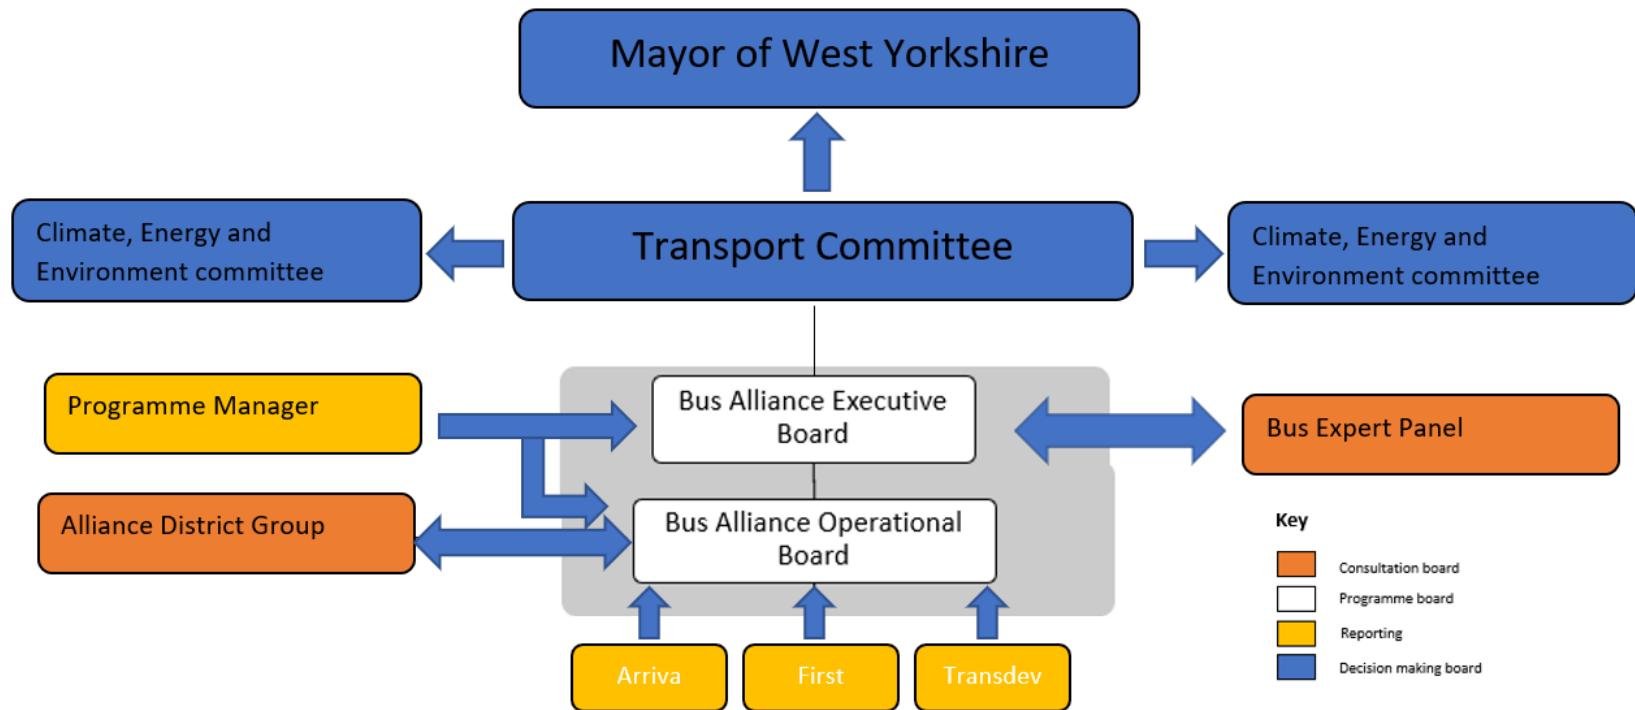 Mayor of West Yorkshire
Climate, Energy and
Environment committee
Transport Committee
Climate, Energy and
Environment committee
Programme Manager
Bus Alliance Executive
Board
Bus Expert Panel
Alliance District Group
Bus Alliance Operational
Board
Key
Consultation board
Programme board
Reporting
Decision making board
Arriva
First
Transdev